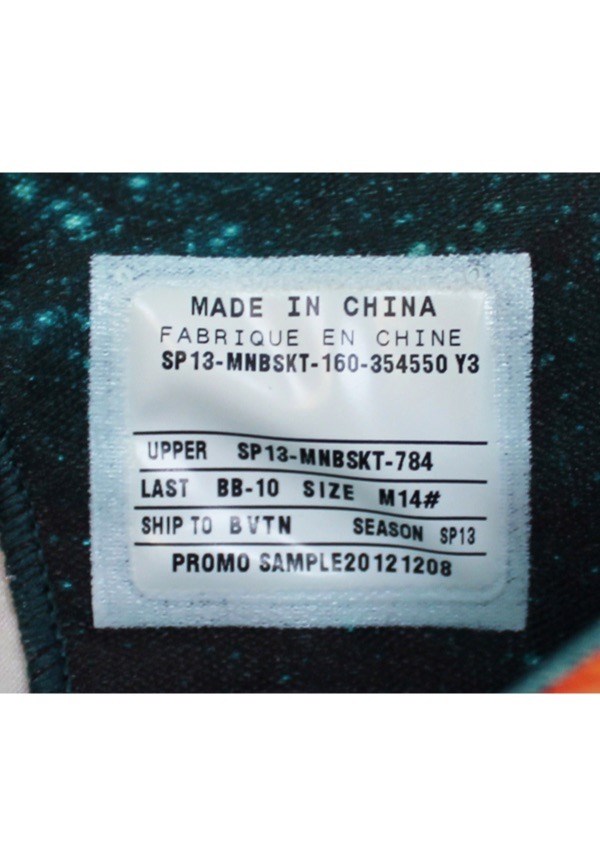 MADE IN CHINA
FABRIQUE EN CHINE
SP13-MNBSKT-160-354550 Y3
UPPER SP13-MNBSKT-784
LAST BB-10 SIZE M14#
SHIP TO BVTN SEASON SP13
PROMO SAMPLE20121208